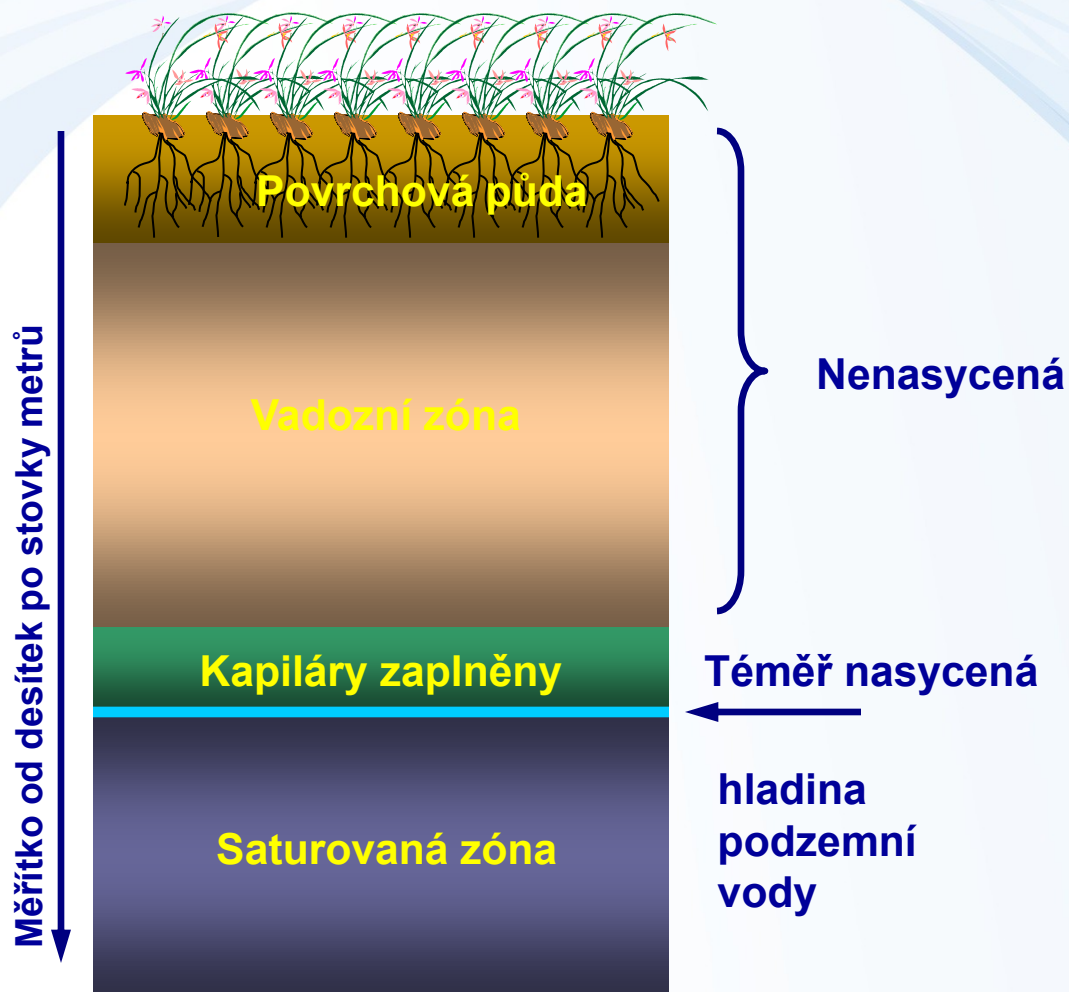 Povrchová půda
Vadozní zóna
Nenasycená
Kapiláry zaplněny
Téměř nasycená
hladina
podzemní
vody
Saturovaná zóna
Měřítko od desítek po stovky metrů